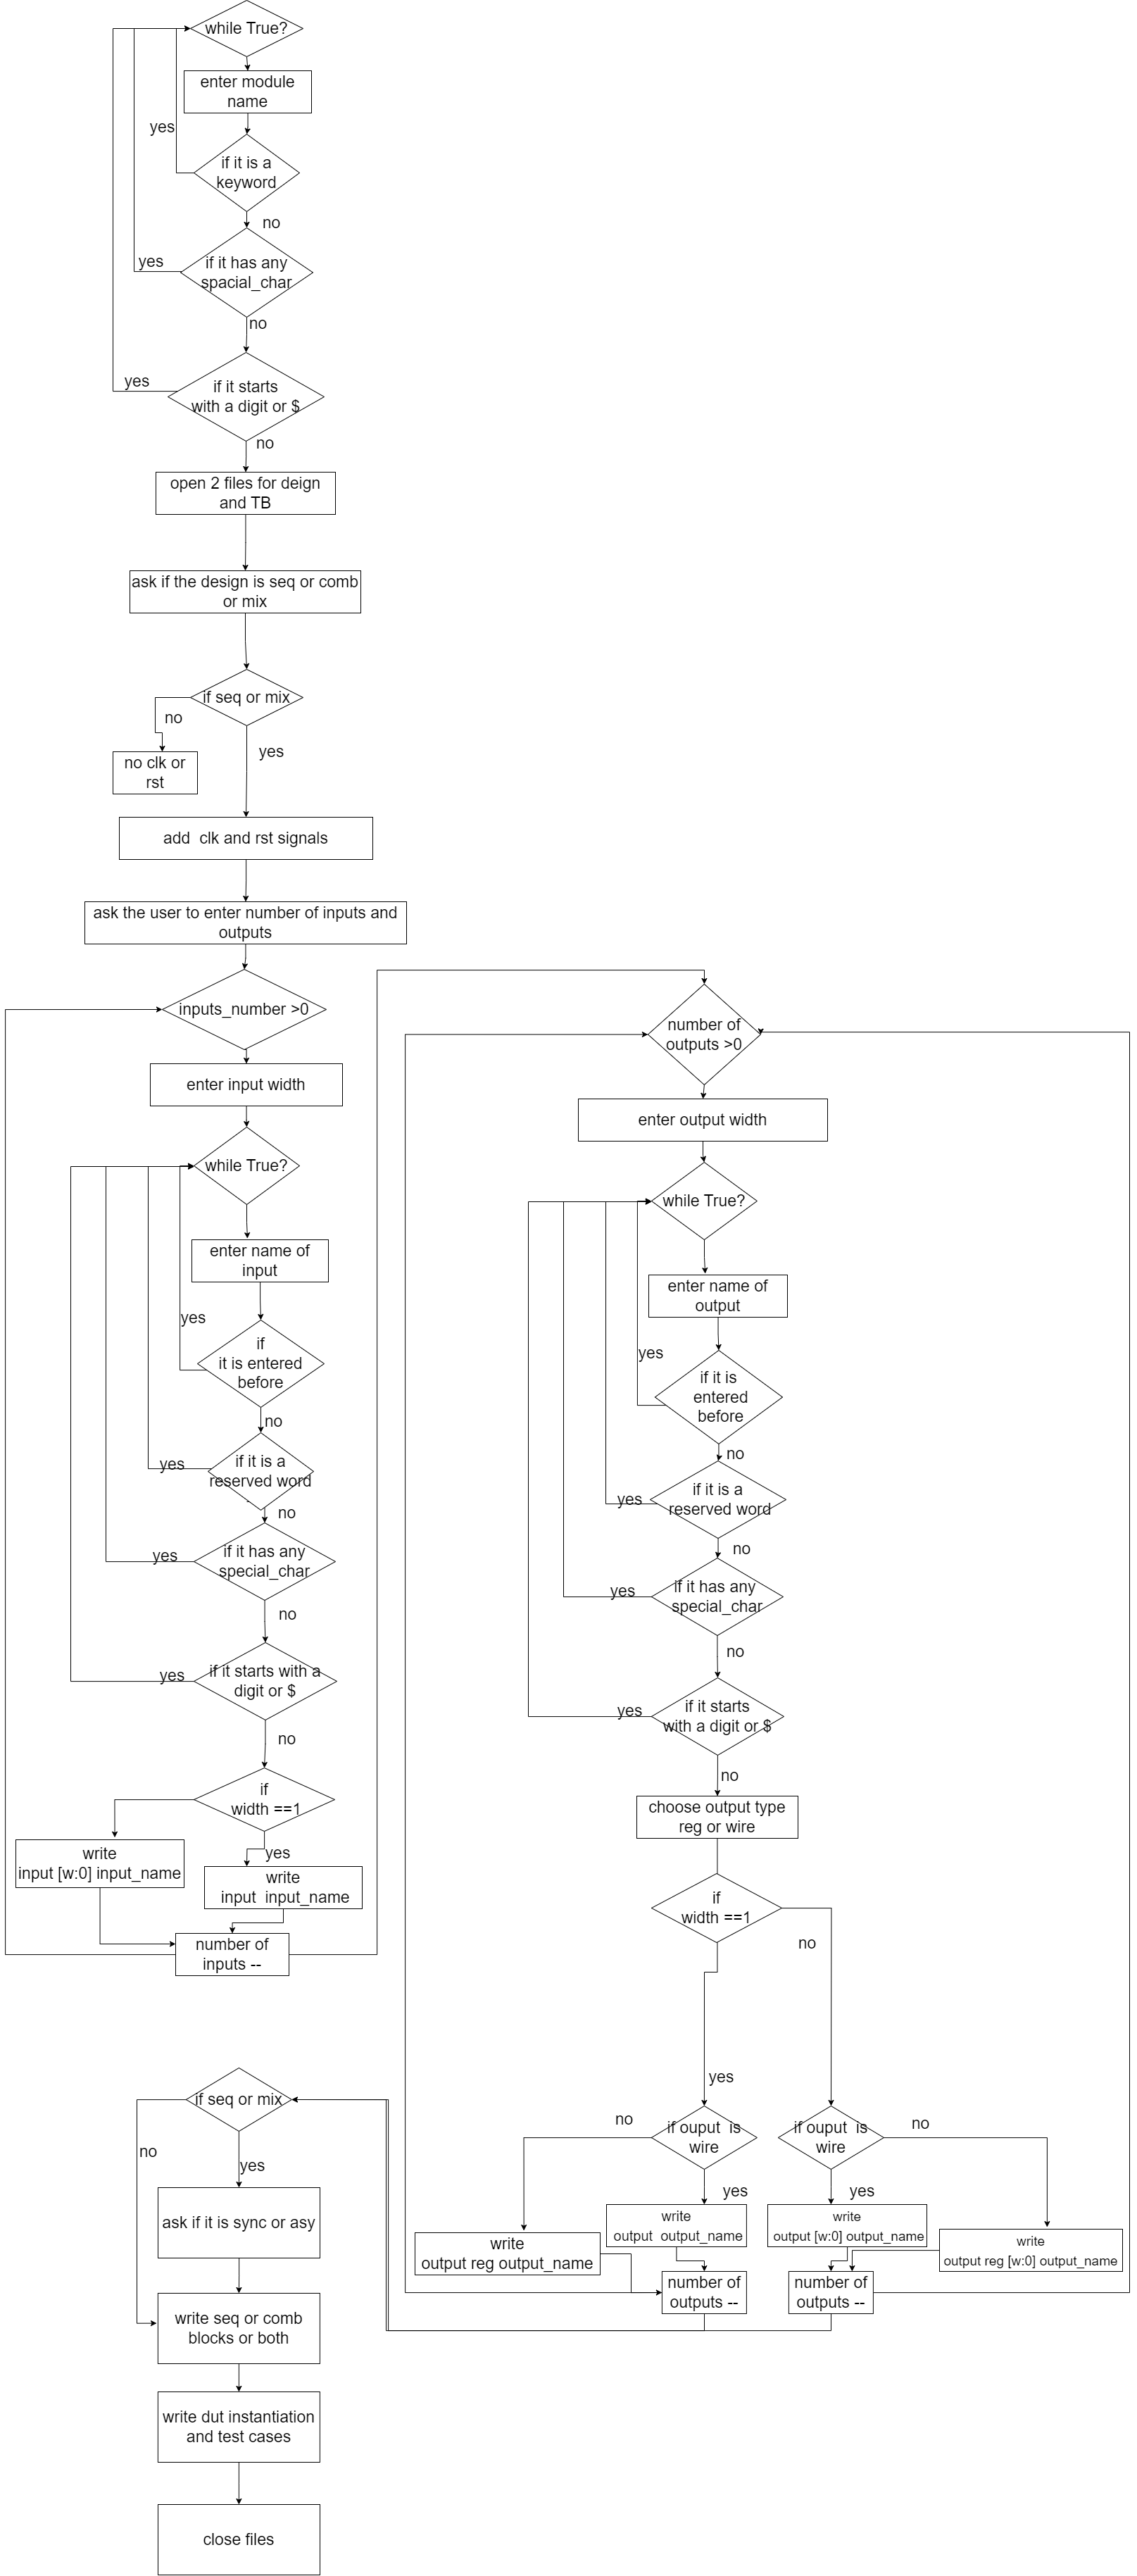 while True?
enter module
name
yes
if it is a
keyword
no
if it has any
spacial_char
yes
no
if it starts
with a digit or $
yes
no
open 2 files for deign
and TB
ask if the design is seq or comb
or mix
if seq or mix
no
yes
no clk or
rst
add  clk and rst signals
ask the user to enter number of inputs and
outputs
inputs_number >0
enter input width
while True?
enter name of
input
yes
if
it is entered
before
no
if it is a
reserved word
yes
no
if it has any
special_char
yes
no
if it starts with a
digit or $
yes
no
if
width ==1
write
input [w:0] input_name
yes
write
input  input_name
number of
inputs --
number of
outputs >0
enter output width
while True?
enter name of
output
yes
if it is
entered
before
no
if it is a
reserved word
yes
no
if it has any
special_char
yes
no
if it starts
with a digit or $
yes
no
choose output type
reg or wire
if
width ==1
no
yes
if ouput  is
wire
no
yes
write
output reg output_name
write
output  output_name
number of
outputs --
if ouput  is
wire
no
yes
write
output [w:0] output_name
write
output reg [w:0] output_name
number of
outputs --
if seq or mix
no
yes
ask if it is sync or asy
write seq or comb
blocks or both
write dut instantiation
and test cases
close files